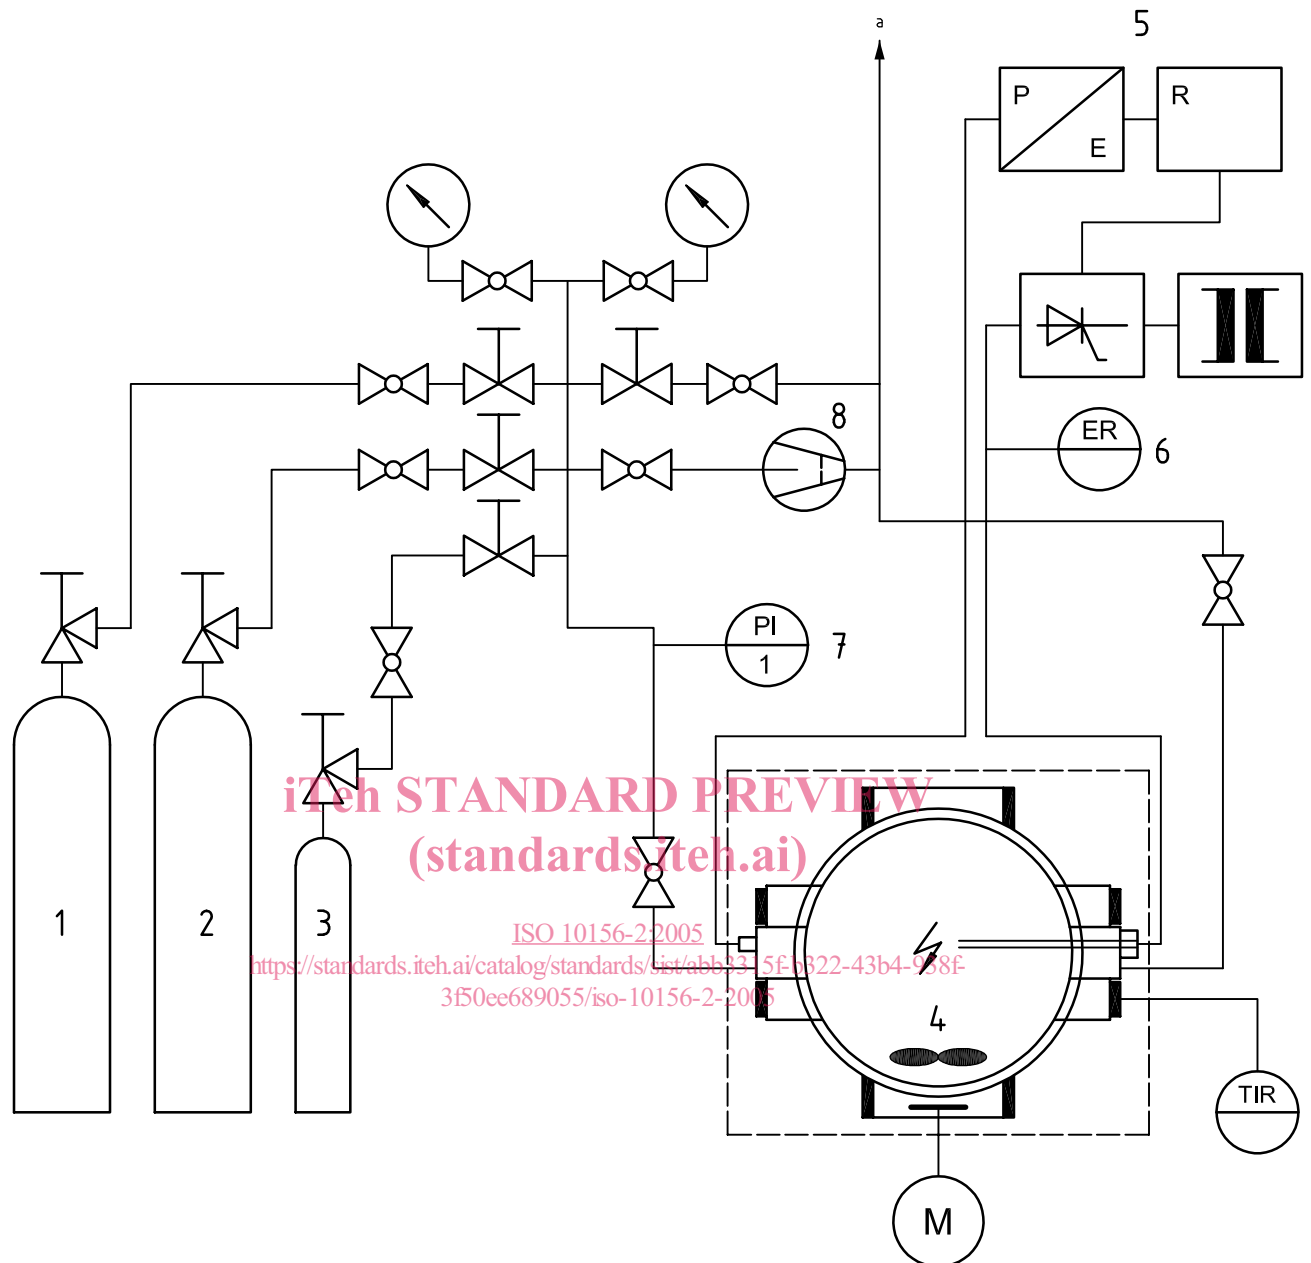 a
5
P
E
R
8
ER
6
PI
1
7
iTeh STANDARD PREVIEW
(standards.iteh.ai)
1
2
3
ISO 10156-2:2005
https://standards.iteh.ai/catalog/standards/sist/abb3315f-b322-43b4-958f-
3f50ee689055/iso-10156-2-2005
4
TIR
M